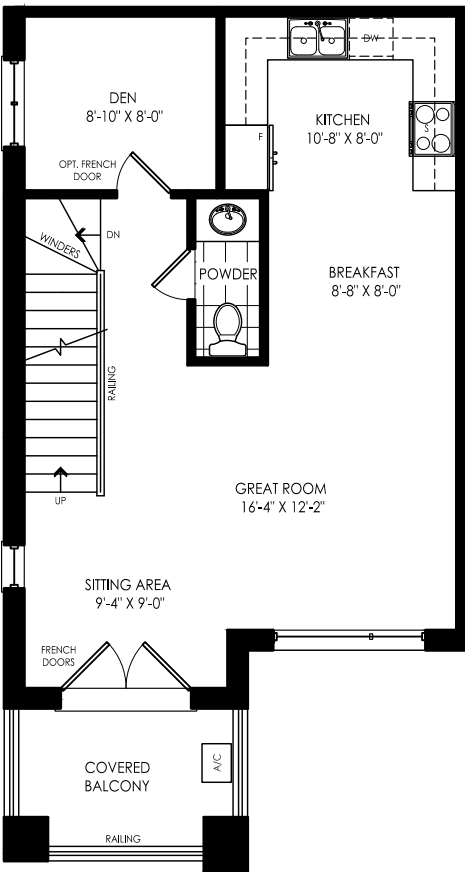 DW
DEN
8'-10" X 8'-0"
KITCHEN
10'-8" X 8'-0"
S
F
OPT. FRENCH
DOOR
DN
WINDERS
POWDER
BREAKFAST
8'-8" X 8'-0"
RAILING
UP
GREAT ROOM
16'-4" X 12'-2"
SITTING AREA
9'-4" X 9'-0"
FRENCH
DOORS
COVERED
BALCONY
A/C
RAILING